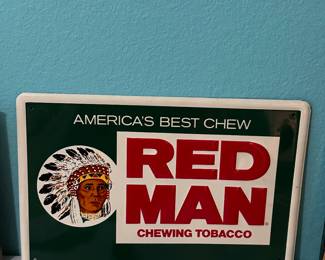 AMERICA'S BEST CHEW
RED
MAN®
CHEWING TOBACCO